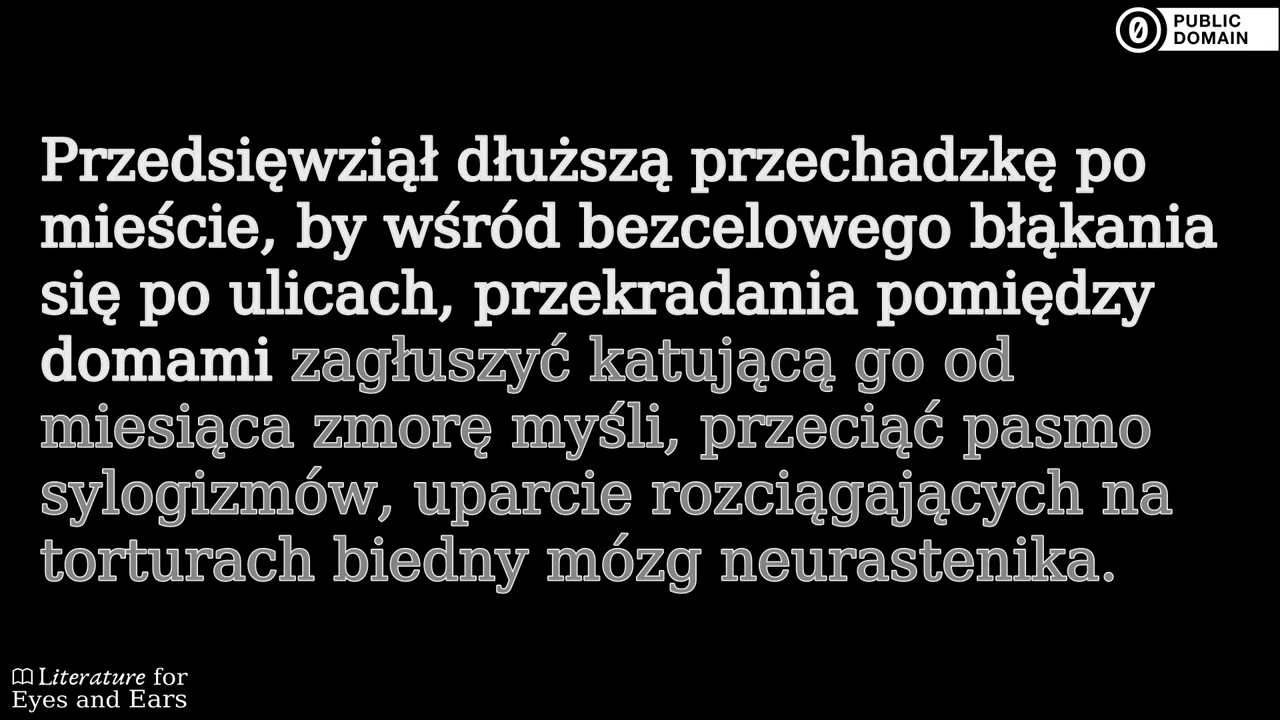 PUBLIC
DOMAIN
Przedsięwziął dłuższą przechadzkę po
mieście, by wśród bezcelowego błąkania
się po ulicach, przekradania pomiędzy
domami zagłuszyć katującą go od
miesiąca zmorę myśli, przeciąć pasmo
sylogizmów, uparcie rozciągających na
torturach biedny mózg neurastenika.
Literature for
Eyes and Ears